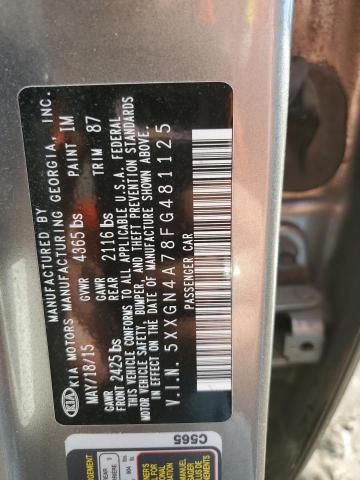 MANUFACTURED BY
KIA KIA MOTORS MANUFACTURING GEORGIA, INC.
MAY/18/15 GVWR 4365 lbs PAINT IM
GAWR FRONT 2425 lbs GAWR REAR 2116 lbs TRIM 87
THIS VEHICLE CONFORMS TO ALL APPLICABLE U.S.A. FEDERAL
MOTOR VEHICLE SAFETY, BUMPER, AND THEFT PREVENTION STANDARDS
IN EFFECT ON THE DATE OF MANUFACTURE SHOWN ABOVE.
V.I.N. 5XXGN4A78FG481125
PASSENGER CAR
C565